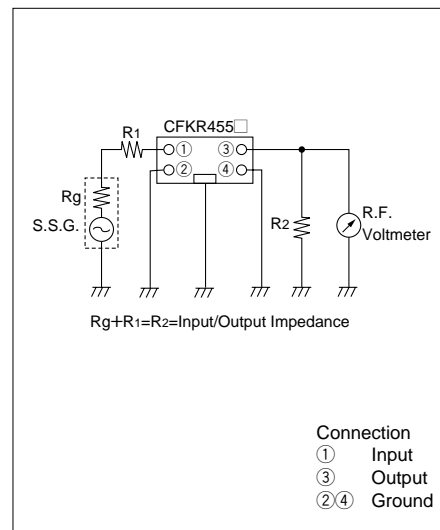 CFKR455□
R1
① ③
② ④
Rg
S.S.G.
R2
R.F.
Voltmeter
Rg+R1=R2=Input/Output Impedance
Connection
① Input
③ Output
②④ Ground